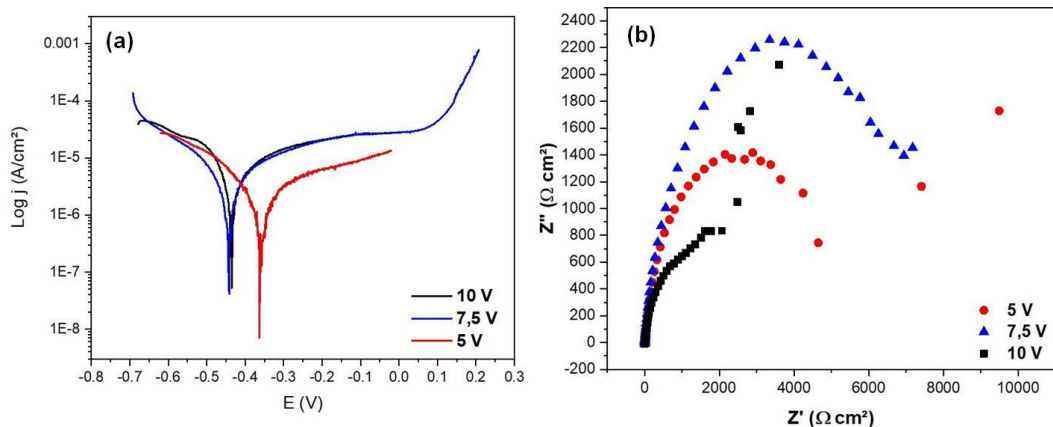 (a)
Log j (A/cm²)
0.001
1E-4
1E-5
1E-6
1E-7
1E-8
10 V
7,5 V
5 V
-0.8 -0.7 -0.6 -0.5 -0.4 -0.3 -0.2 -0.1 0.0 0.1 0.2 0.3
E (V)
(b)
Z'' (Ω cm²)
2400
2200
2000
1800
1600
1400
1200
1000
800
600
400
200
0
-200
5 V
7,5 V
10 V
0 2000 4000 6000 8000 10000
Z' (Ω cm²)